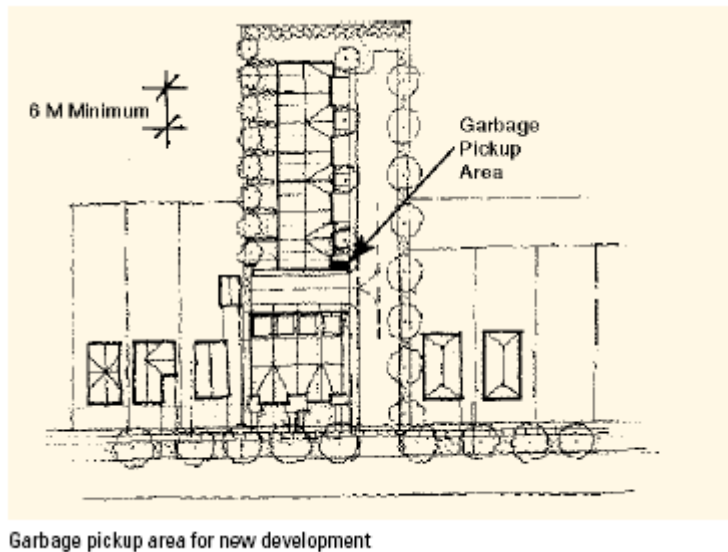 6 M Minimum
Garbage
Pickup
Area
Garbage pickup area for new development